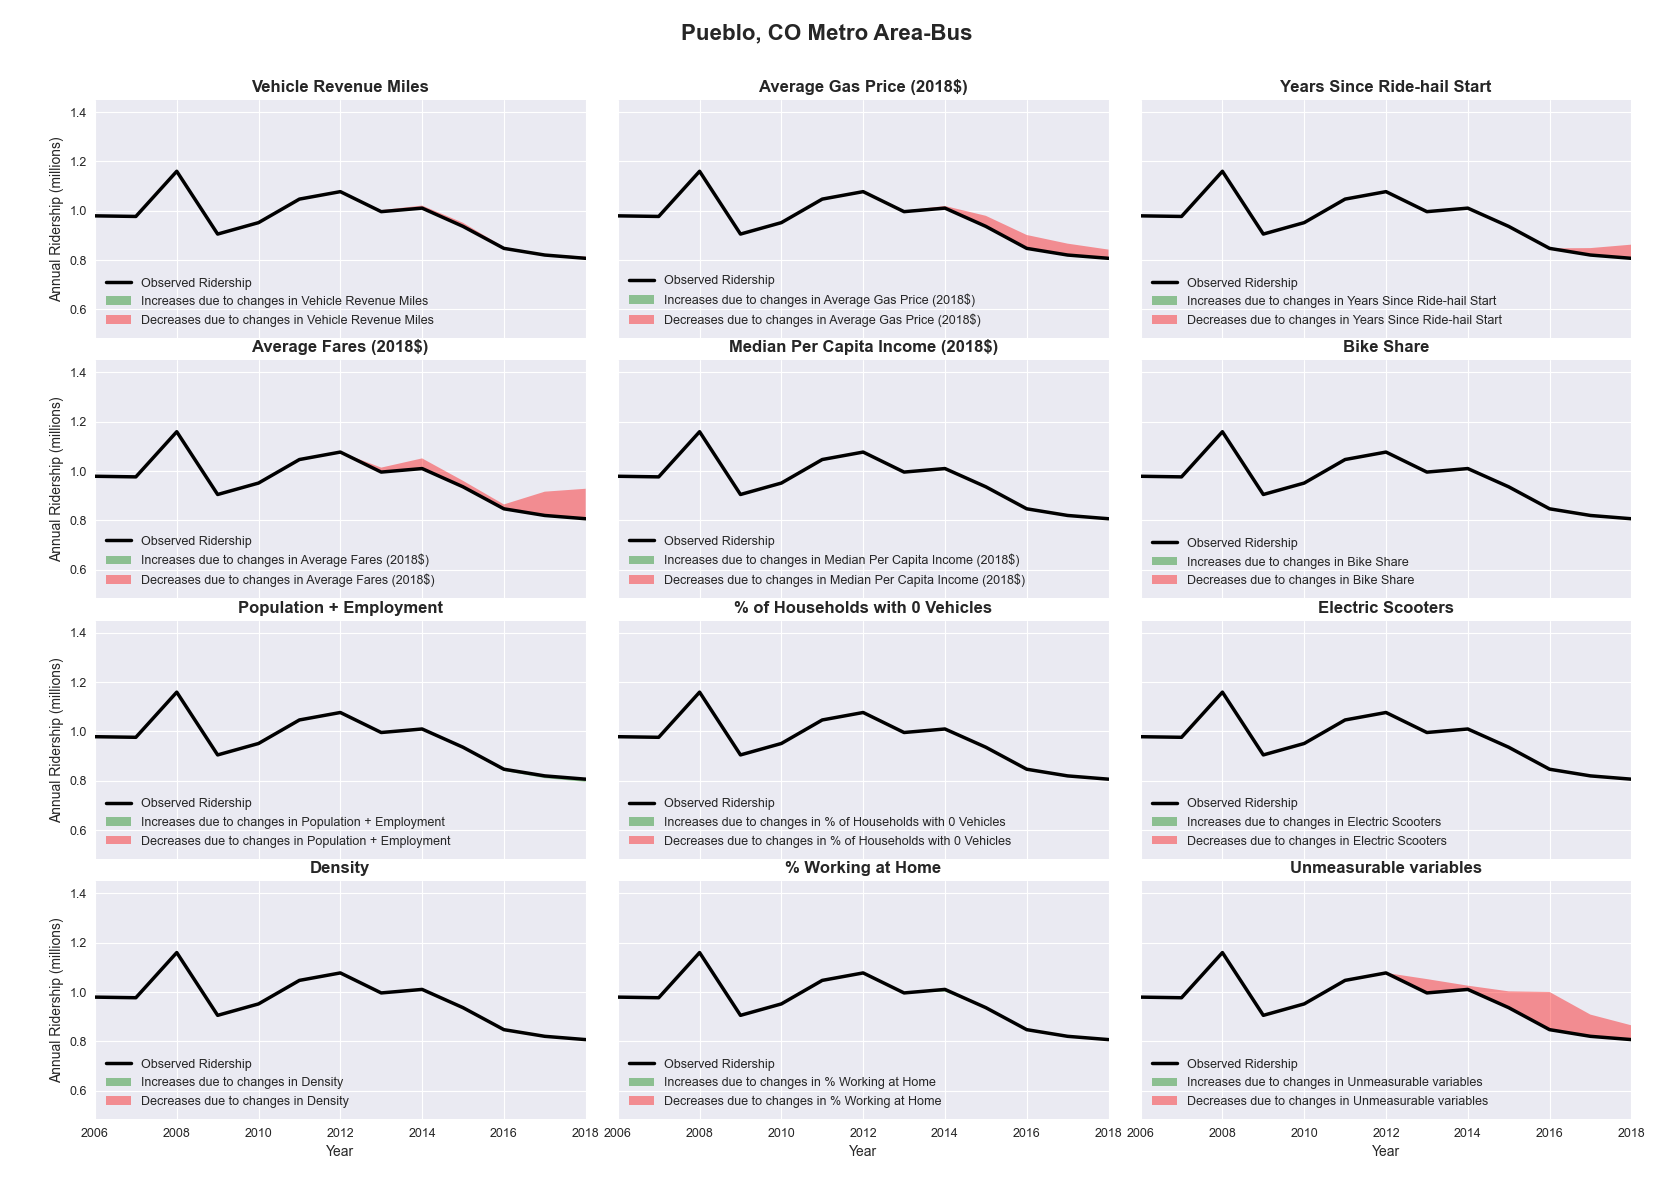 Pueblo, CO Metro Area-Bus
Vehicle Revenue Miles
Average Gas Price (2018$)
Years Since Ride-hail Start
Annual Ridership (millions)
1.4
1.2
1.0
0.8
0.6
Observed Ridership
Increases due to changes in Vehicle Revenue Miles
Decreases due to changes in Vehicle Revenue Miles
Observed Ridership
Increases due to changes in Average Gas Price (2018$)
Decreases due to changes in Average Gas Price (2018$)
Observed Ridership
Increases due to changes in Years Since Ride-hail Start
Decreases due to changes in Years Since Ride-hail Start
Average Fares (2018$)
Median Per Capita Income (2018$)
Bike Share
Annual Ridership (millions)
1.4
1.2
1.0
0.8
0.6
Observed Ridership
Increases due to changes in Average Fares (2018$)
Decreases due to changes in Average Fares (2018$)
Observed Ridership
Increases due to changes in Median Per Capita Income (2018$)
Decreases due to changes in Median Per Capita Income (2018$)
Observed Ridership
Increases due to changes in Bike Share
Decreases due to changes in Bike Share
Population + Employment
% of Households with 0 Vehicles
Electric Scooters
Annual Ridership (millions)
1.4
1.2
1.0
0.8
0.6
Observed Ridership
Increases due to changes in Population + Employment
Decreases due to changes in Population + Employment
Observed Ridership
Increases due to changes in % of Households with 0 Vehicles
Decreases due to changes in % of Households with 0 Vehicles
Observed Ridership
Increases due to changes in Electric Scooters
Decreases due to changes in Electric Scooters
Density
% Working at Home
Unmeasurable variables
Annual Ridership (millions)
1.4
1.2
1.0
0.8
0.6
Observed Ridership
Increases due to changes in Density
Decreases due to changes in Density
Observed Ridership
Increases due to changes in % Working at Home
Decreases due to changes in % Working at Home
Observed Ridership
Increases due to changes in Unmeasurable variables
Decreases due to changes in Unmeasurable variables
2006 2008 2010 2012 2014 2016 2018
2006 2008 2010 2012 2014 2016 2018
2006 2008 2010 2012 2014 2016 2018
Year
Year
Year